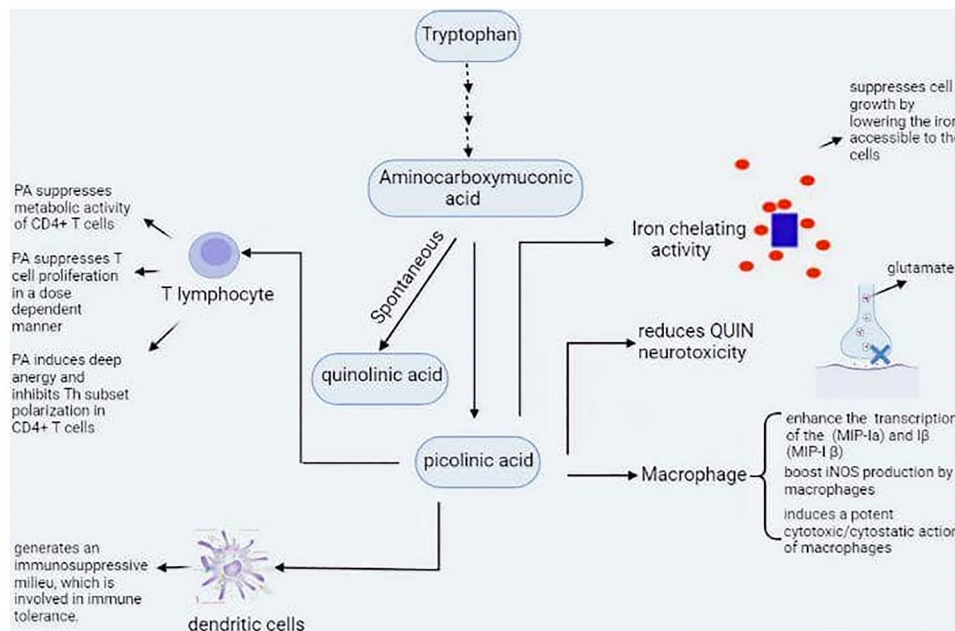 Tryptophan
Aminocarboxymuconic
acid
Spontaneous
quinolinic acid
picolinic acid
PA suppresses
metabolic activity
of CD4+ T cells
PA suppresses T
cell proliferation
in a dose
dependent
manner
PA induces deep
anergy and
inhibits Th subset
polarization in
CD4+ T cells
T lymphocyte
generates an
immunosuppressive
milieu, which is
involved in immune
tolerance.
dendritic cells
Iron chelating
activity
suppresses cell
growth by
lowering the iron
accessible to the
cells
reduces QUIN
neurotoxicity
glutamate
Macrophage
enhance the transcription
of the (MIP-Ia) and Iβ
(MIP-I β)
boost iNOS production by
macrophages
induces a potent
cytotoxic/cytostatic action
of macrophages